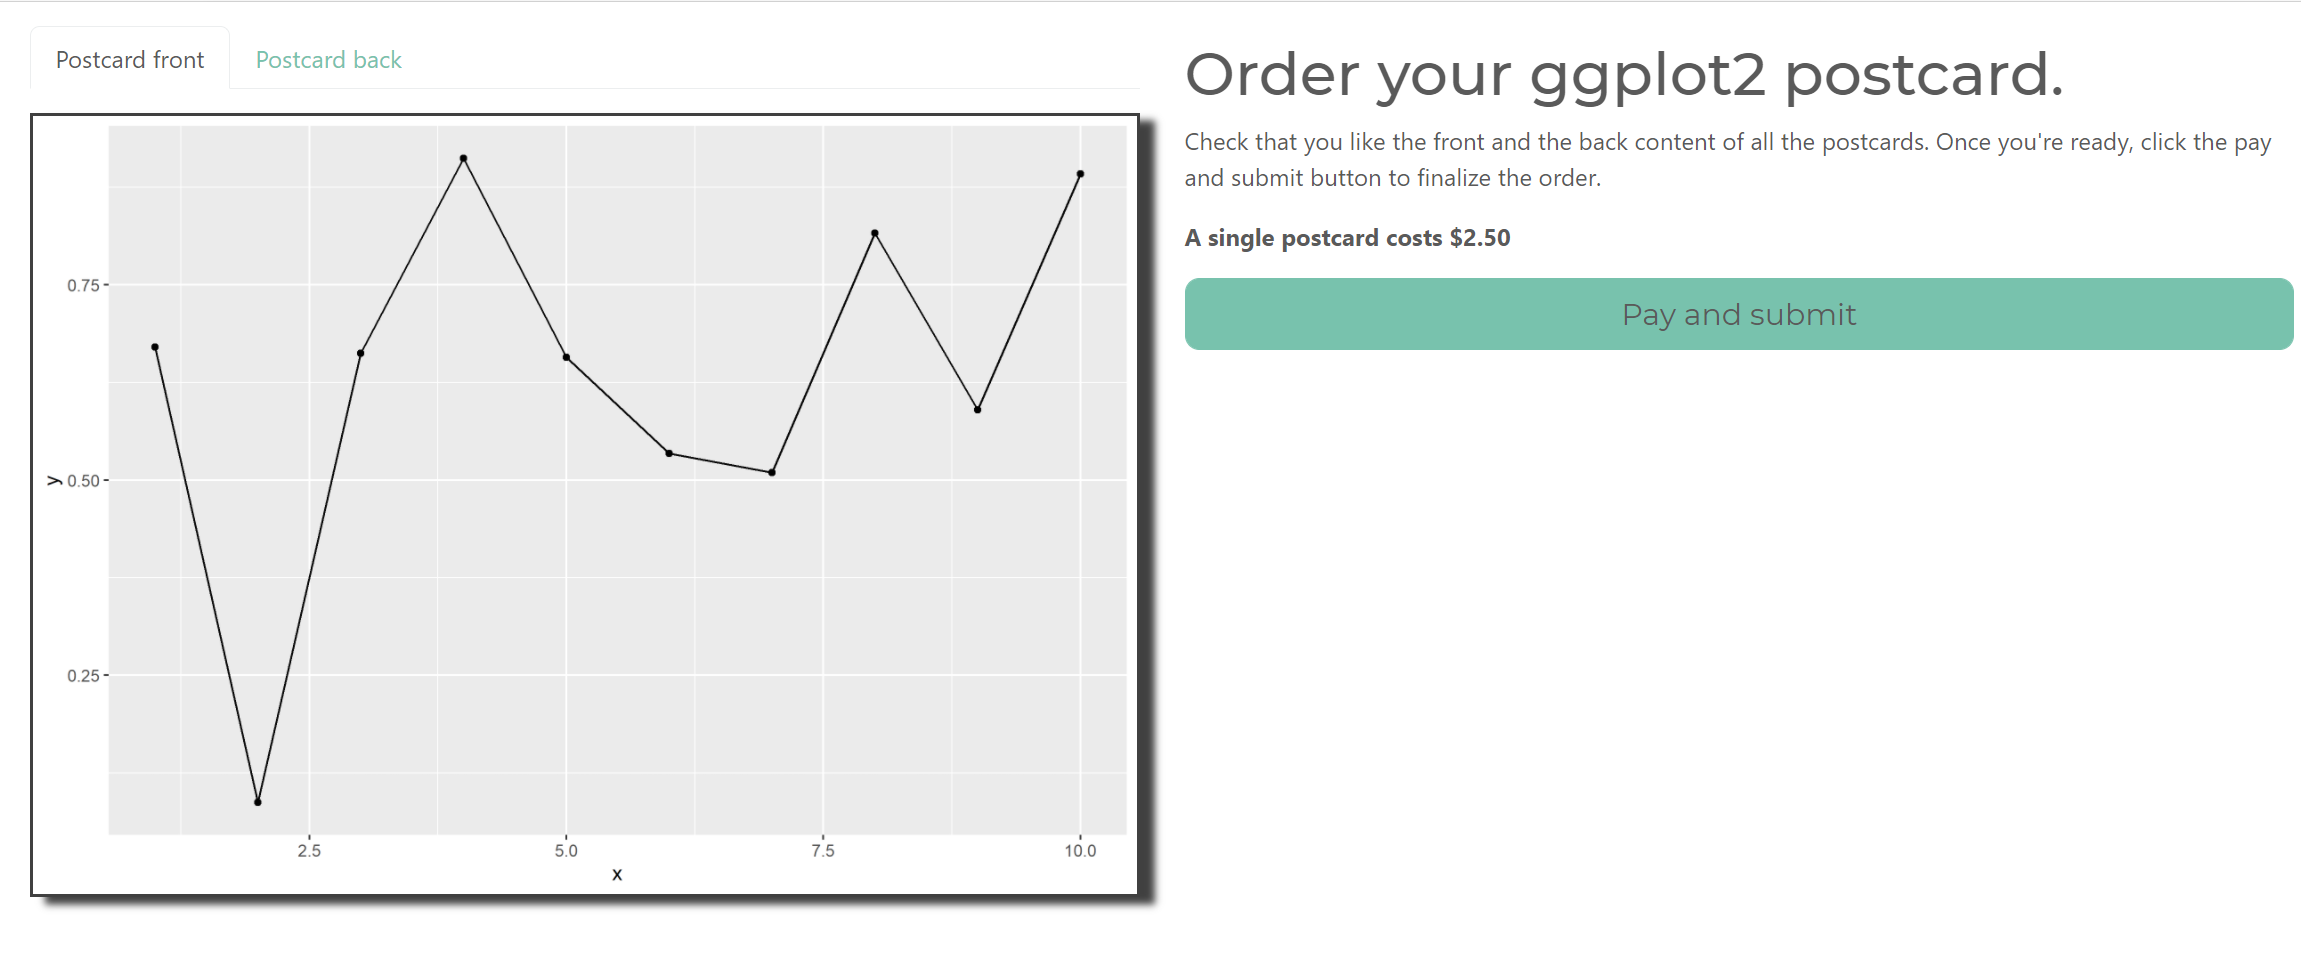 Postcard front
Postcard back
0.75
0.50
0.25
y
2.5
5.0
7.5
10.0
x
Order your ggplot2 postcard.
Check that you like the front and the back content of all the postcards. Once you're ready, click the pay
and submit button to finalize the order.
A single postcard costs $2.50
Pay and submit